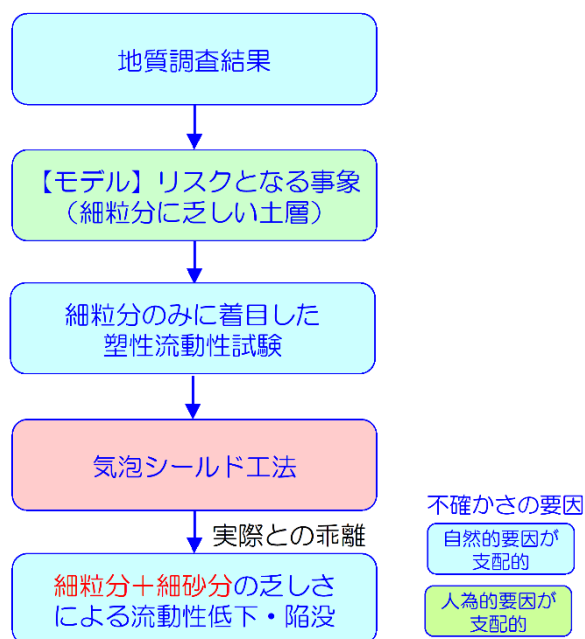 地質調査結果
【モデル】リスクとなる事象
（細粒分に乏しい土層）
細粒分のみに着目した
塑性流動性試験
気泡シールド工法
実際との乖離
細粒分＋細砂分の乏しさ
による流動性低下・陥没
不確かさの要因
自然的要因が
支配的
人為的要因が
支配的